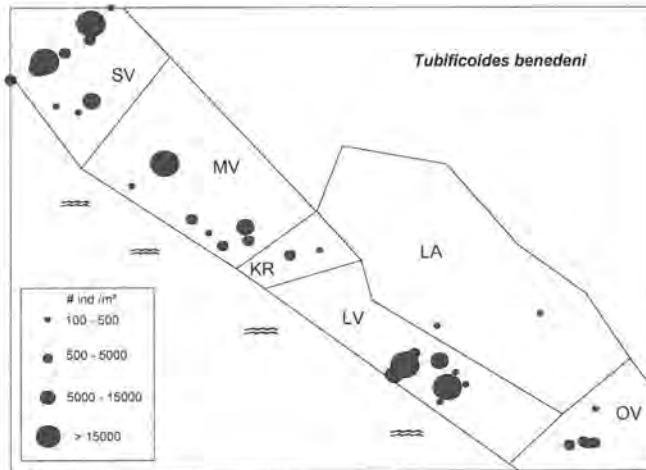 Tubificoides benedeni
SV
MV
LA
KR
LV
OV
# ind /m²
100 - 500
500 - 5000
5000 - 15000
> 15000